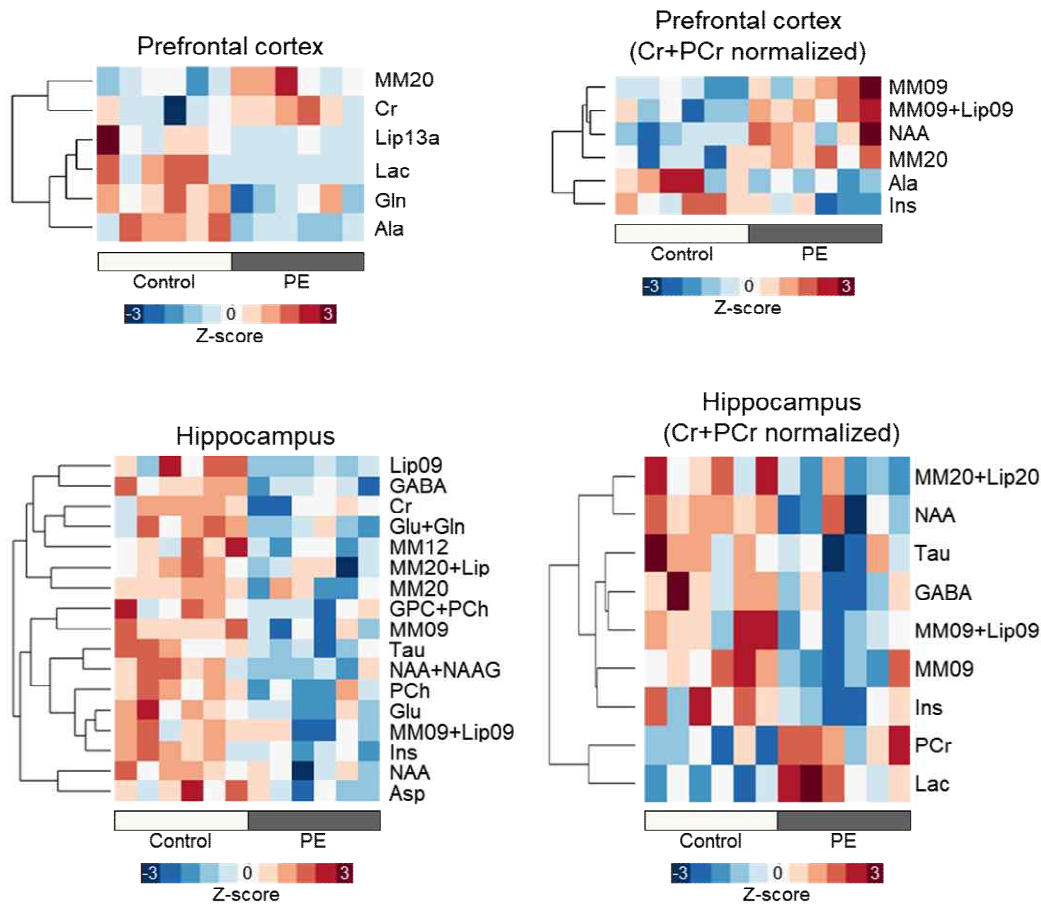 Prefrontal cortex
MM20
Cr
Lip13a
Lac
Gln
Ala
Control PE
-3 0 3
Z-score
Prefrontal cortex
(Cr+PCr normalized)
MM09
MM09+Lip09
NAA
MM20
Ala
Ins
Control PE
-3 0 3
Z-score
Hippocampus
Lip09
GABA
Cr
Glu+Gln
MM12
MM20+Lip
MM20
GPC+PCh
MM09
Tau
NAA+NAAG
PCh
Glu
MM09+Lip09
Ins
NAA
Asp
Control PE
-3 0 3
Z-score
Hippocampus
(Cr+PCr normalized)
MM20+Lip20
NAA
Tau
GABA
MM09+Lip09
MM09
Ins
PCr
Lac
Control PE
-3 0 3
Z-score